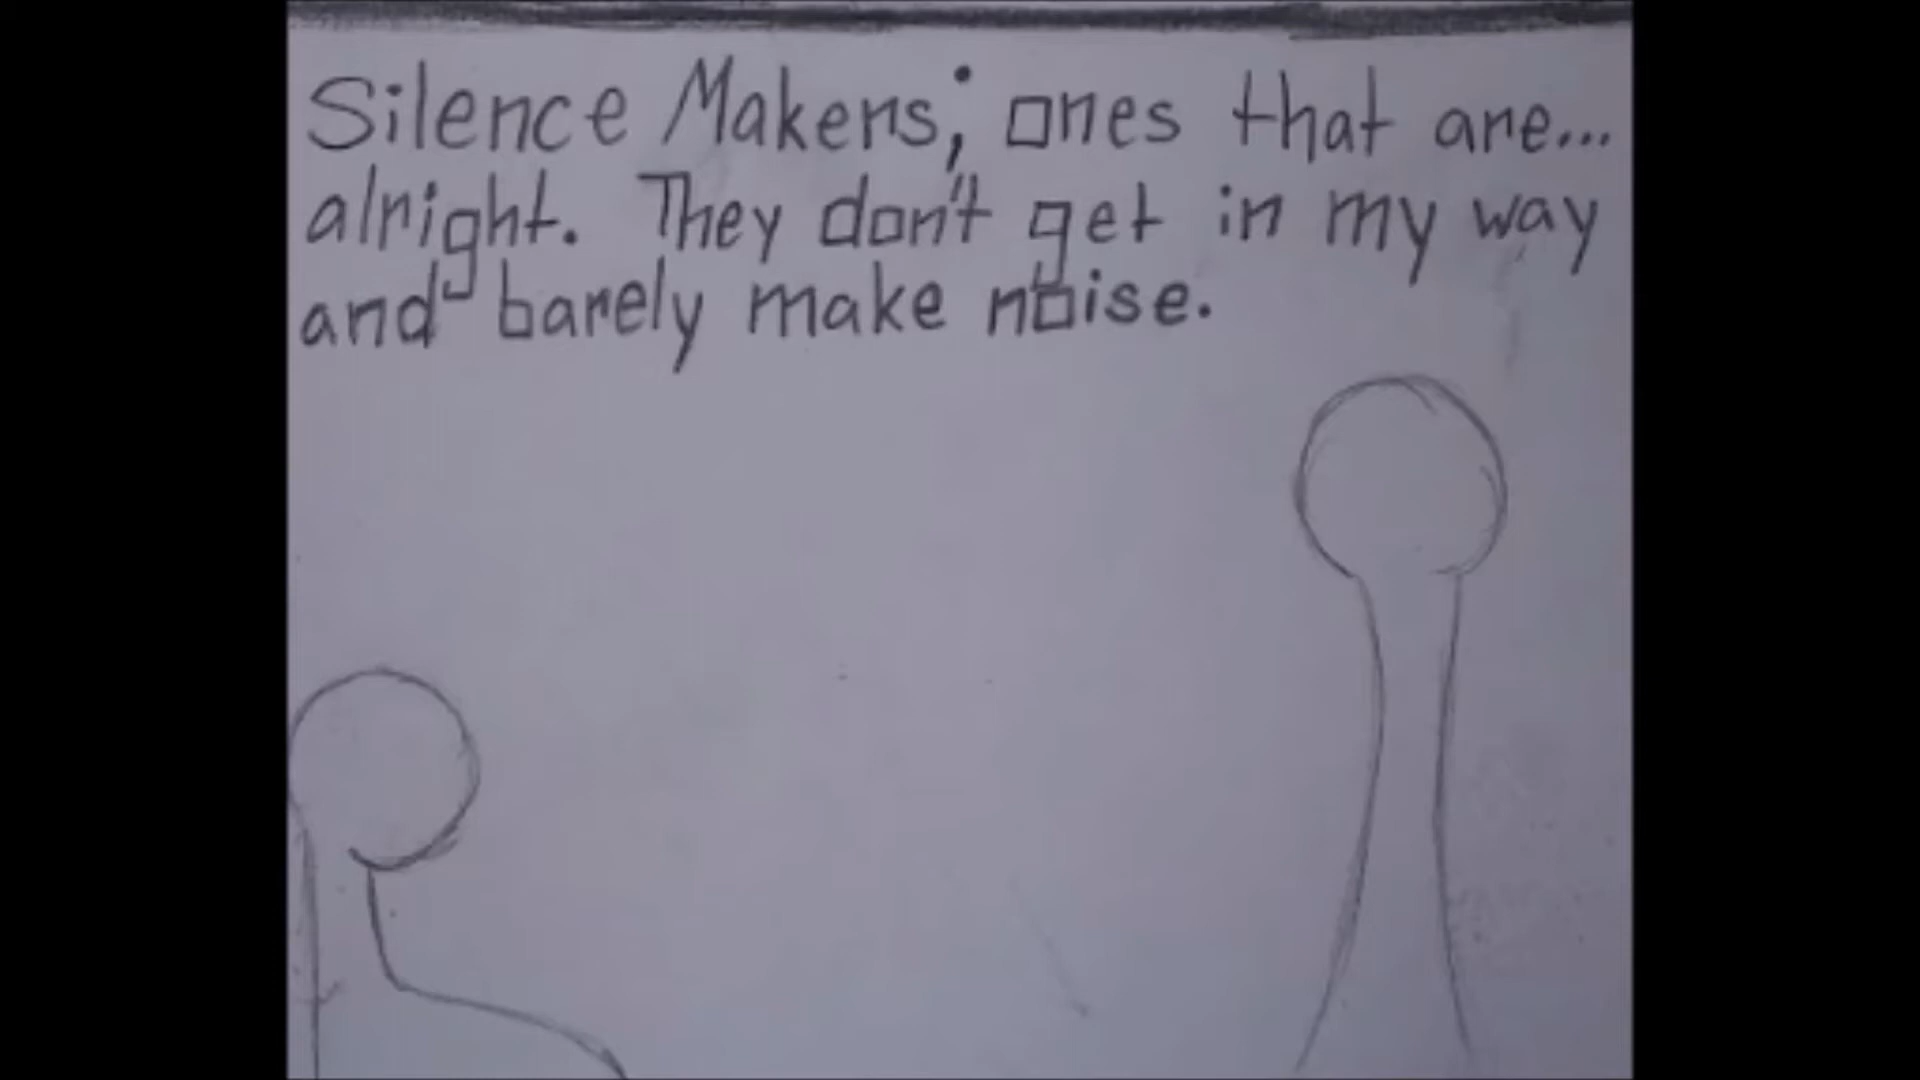 Silence Makers; ones that are...
alright. They don't get in my way
and barely make noise.